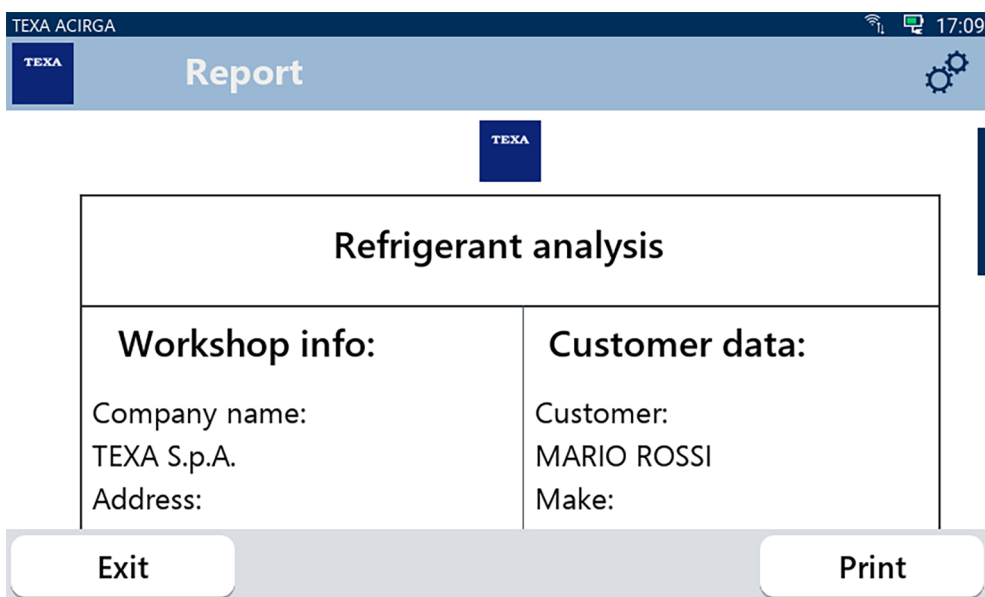 TEXA ACIRGA 17:09
TEXA
Report
TEXA
Refrigerant analysis
Workshop info:
Company name:
TEXA S.p.A.
Address:
Customer data:
Customer:
MARIO ROSSI
Make:
Exit
Print